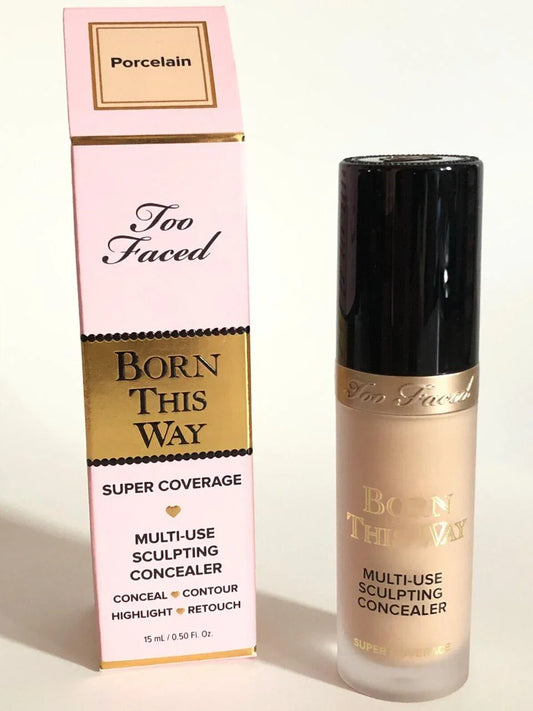 Porcelain
Too
Faced
BORN
THIS
WAY
SUPER COVERAGE
MULTI-USE
SCULPTING
CONCEALER
CONCEAL CONTOUR
HIGHLIGHT RETOUCH
15 mL / 0.50 Fl. Oz.
Too Faced
BORN
THIS WAY
MULTI-USE
SCULPTING
CONCEALER
SUPER COVERAGE